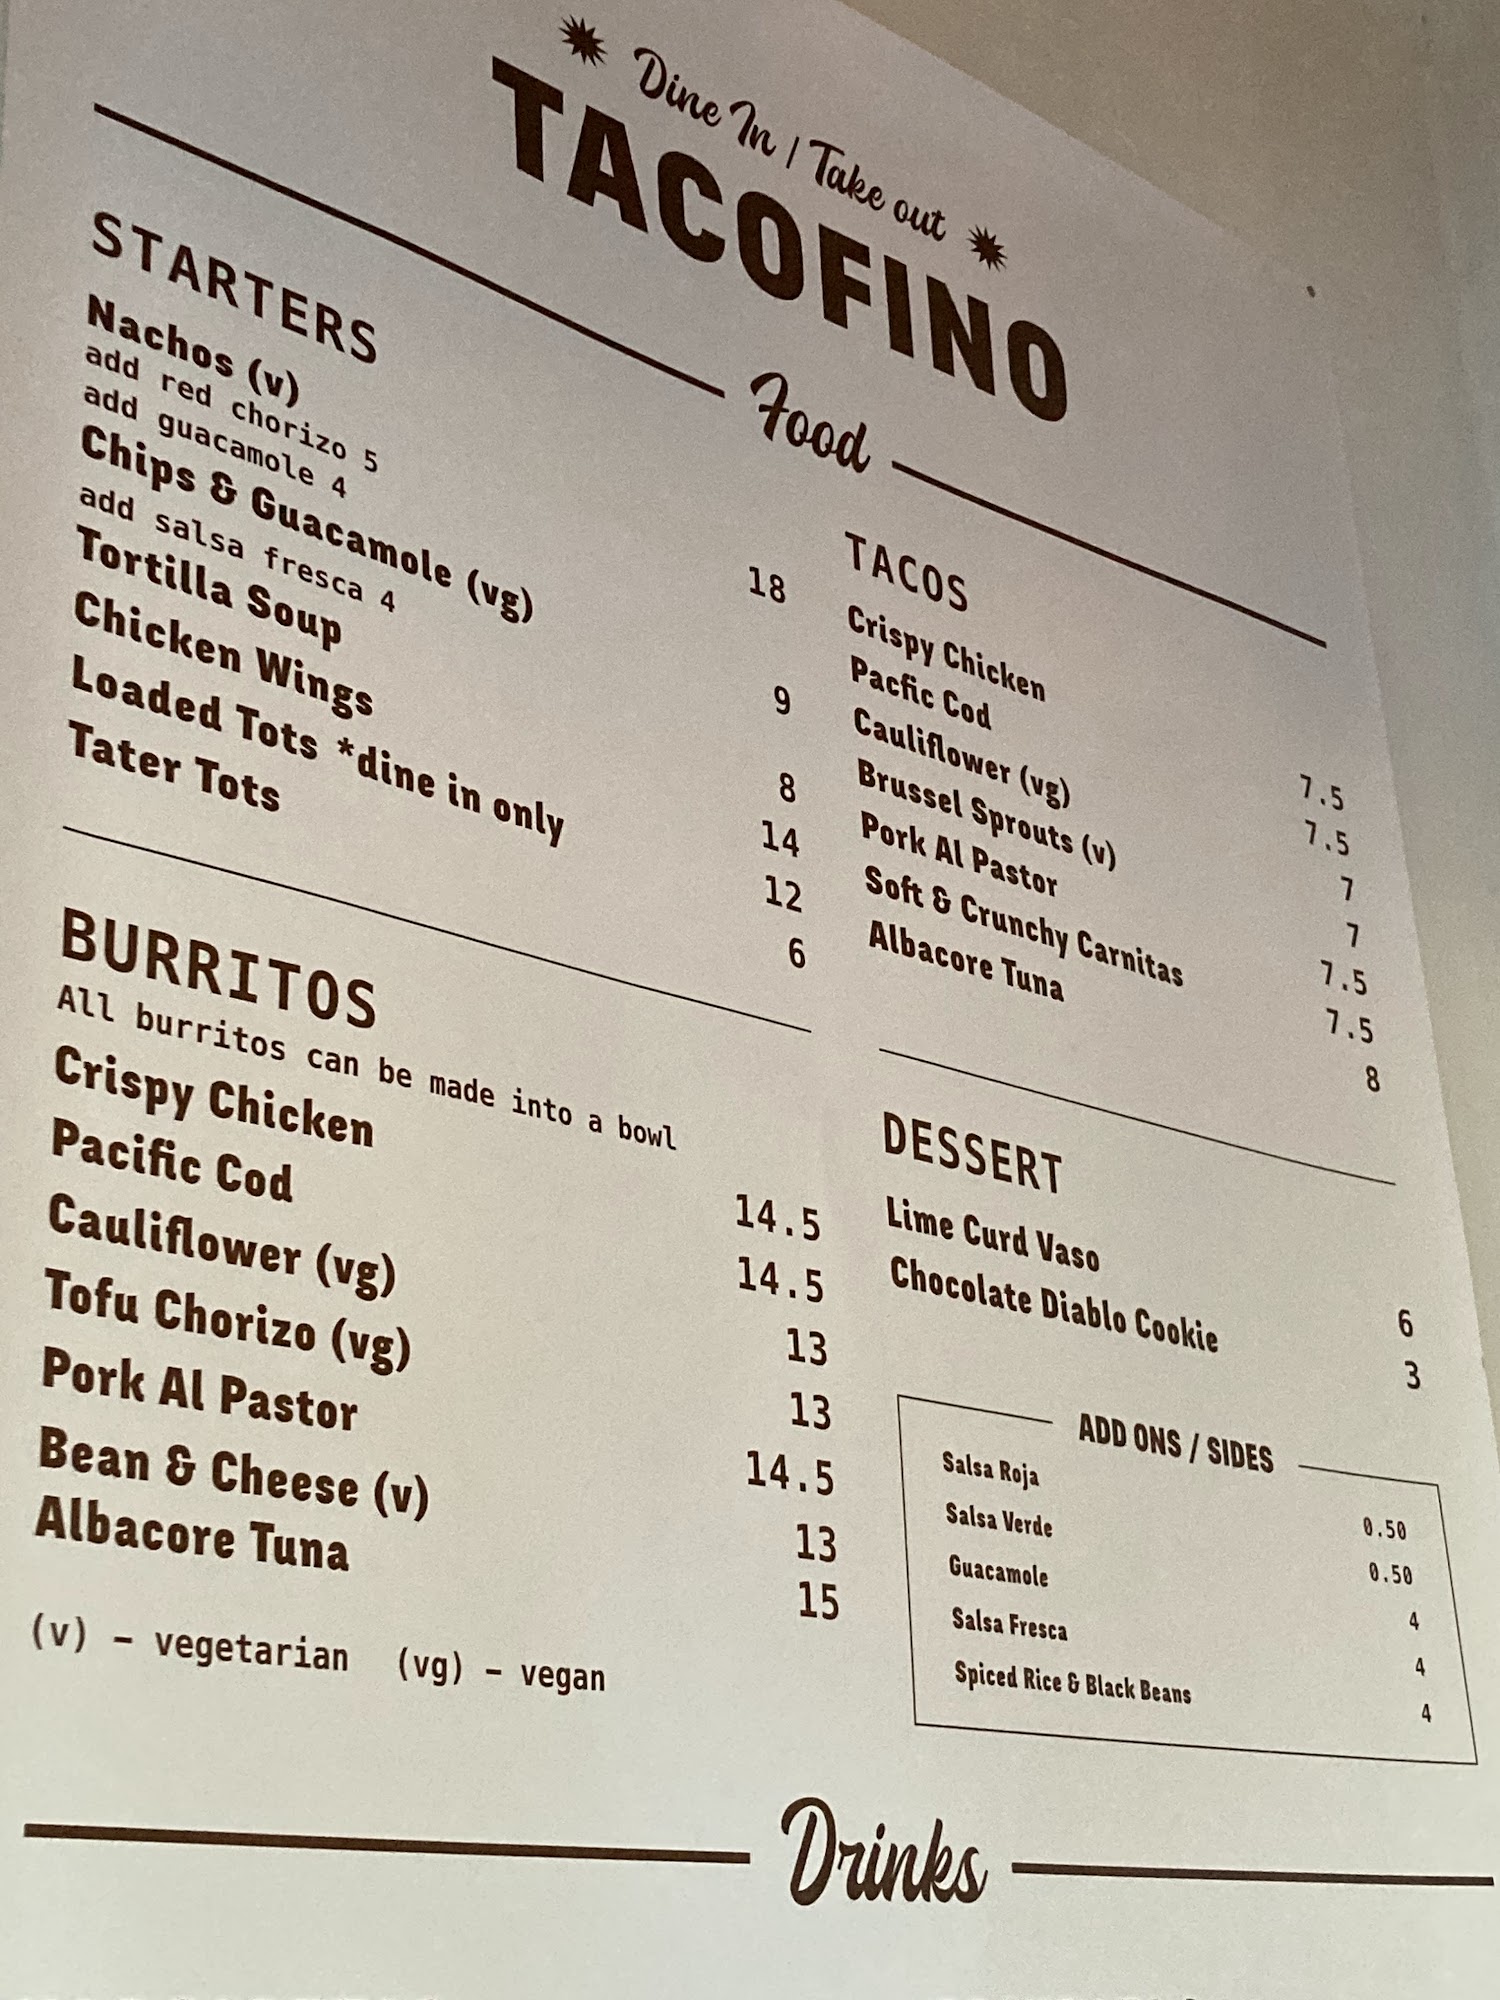 Dine In / Take out
TACOFINO
Food
STARTERS
Nachos (v) 18
add red chorizo 5
add guacamole 4
Chips & Guacamole (vg) 9
add salsa fresca 4
Tortilla Soup 8
Chicken Wings 14
Loaded Tots *dine in only 12
Tater Tots 6
BURRITOS
All burritos can be made into a bowl
Crispy Chicken 14.5
Pacific Cod 14.5
Cauliflower (vg) 13
Tofu Chorizo (vg) 13
Pork Al Pastor 14.5
Bean & Cheese (v) 13
Albacore Tuna 15
(v) - vegetarian (vg) - vegan
TACOS
Crispy Chicken 7.5
Pacfic Cod 7.5
Cauliflower (vg) 7
Brussel Sprouts (v) 7
Pork Al Pastor 7.5
Soft & Crunchy Carnitas 7.5
Albacore Tuna 8
DESSERT
Lime Curd Vaso 6
Chocolate Diablo Cookie 3
ADD ONS / SIDES
Salsa Roja 0.50
Salsa Verde 0.50
Guacamole 4
Salsa Fresca 4
Spiced Rice & Black Beans 4
Drinks